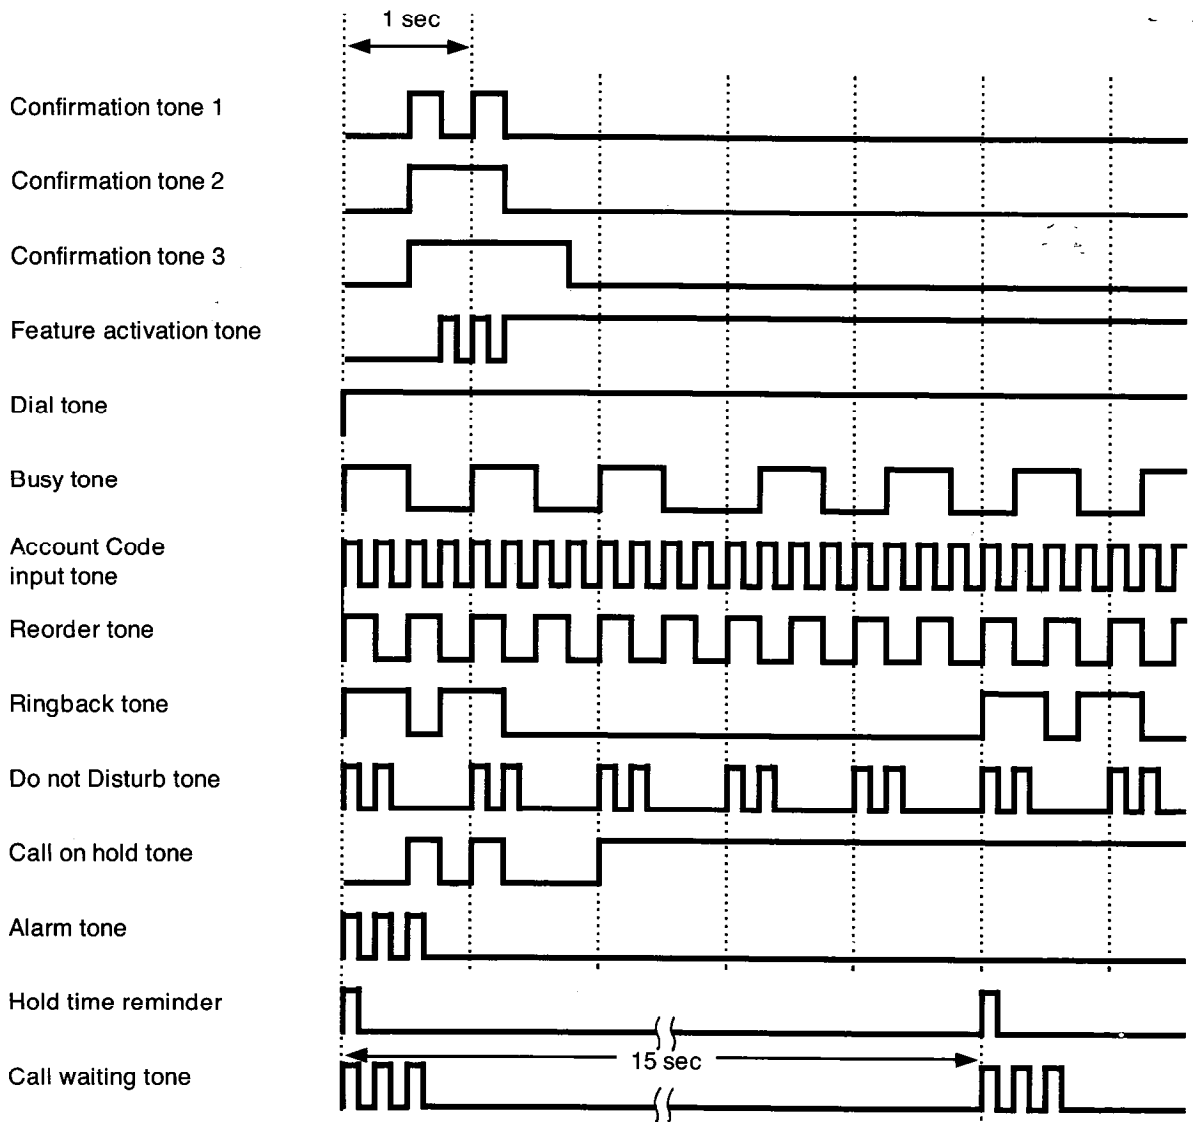 1 sec
Confirmation tone 1
Confirmation tone 2
Confirmation tone 3
Feature activation tone
Dial tone
Busy tone
Account Code
input tone
Reorder tone
Ringback tone
Do not Disturb tone
Call on hold tone
Alarm tone
Hold time reminder
15 sec
Call waiting tone